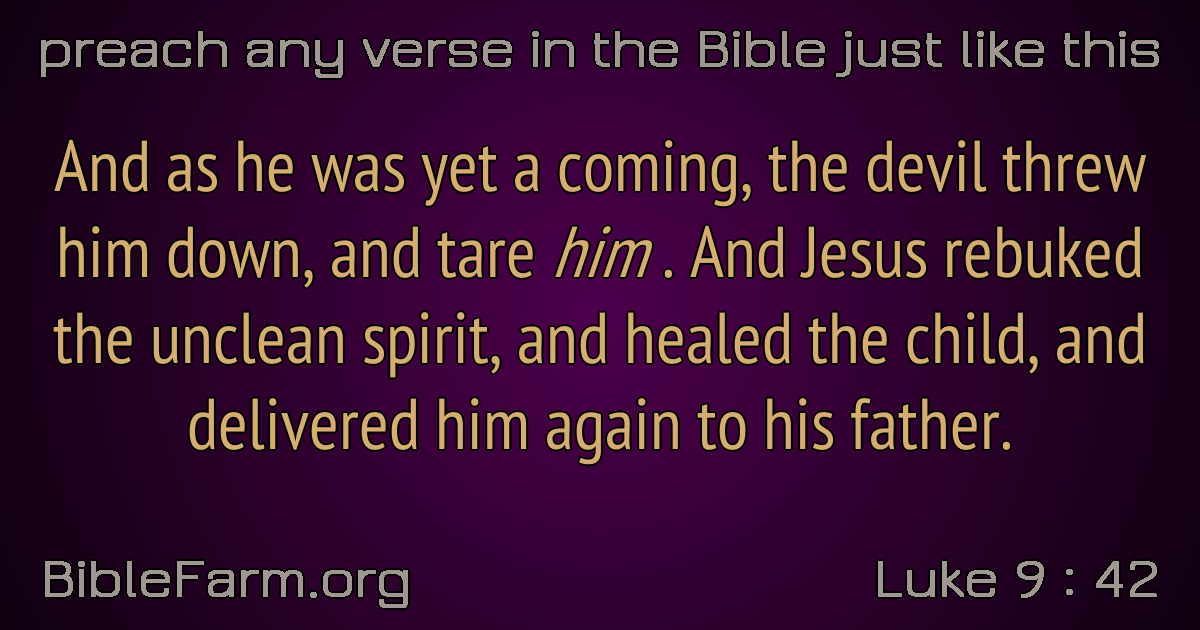 preach any verse in the Bible just like this
And as he was yet a coming, the devil threw
him down, and tare him . And Jesus rebuked
the unclean spirit, and healed the child, and
delivered him again to his father.
BibleFarm.org
Luke 9 : 42